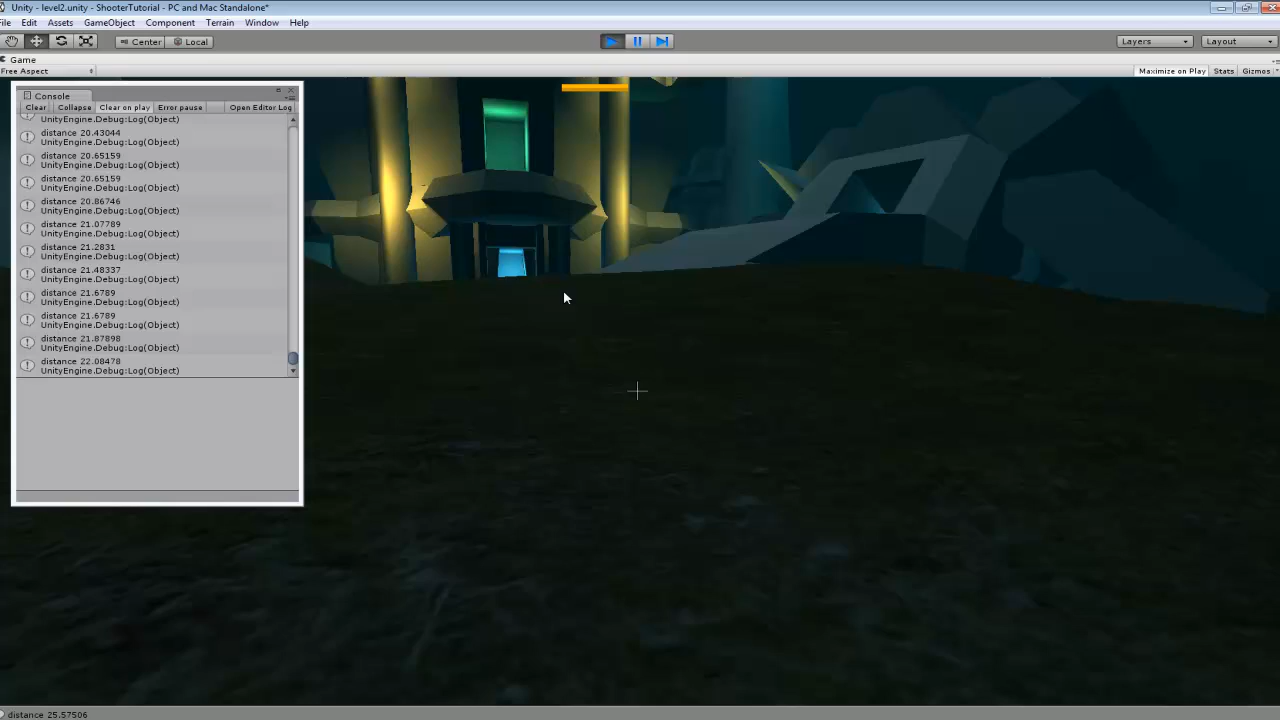 Unity - level2.unity - ShooterTutorial - PC and Mac Standalone*
File Edit Assets GameObject Component Terrain Window Help
Center Local Layers Layout
Game
Free Aspect Maximize on Play Stats Gizmos
Console
Clear Collapse Clear on play Error pause Open Editor Log
UnityEngine.Debug:Log(Object)
distance 20.43044
UnityEngine.Debug:Log(Object)
distance 20.65159
UnityEngine.Debug:Log(Object)
distance 20.65159
UnityEngine.Debug:Log(Object)
distance 20.86746
UnityEngine.Debug:Log(Object)
distance 21.07789
UnityEngine.Debug:Log(Object)
distance 21.2831
UnityEngine.Debug:Log(Object)
distance 21.48337
UnityEngine.Debug:Log(Object)
distance 21.6789
UnityEngine.Debug:Log(Object)
distance 21.6789
UnityEngine.Debug:Log(Object)
distance 21.87898
UnityEngine.Debug:Log(Object)
distance 22.08478
UnityEngine.Debug:Log(Object)
distance 25.57506